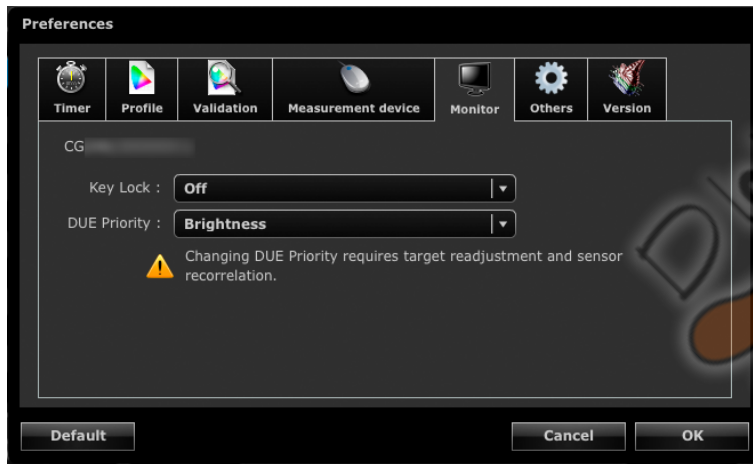 Preferences
Timer Profile Validation Measurement device Monitor Others Version
CG
Key Lock : Off
DUE Priority : Brightness
Changing DUE Priority requires target readjustment and sensor
recorrelation.
Default Cancel OK